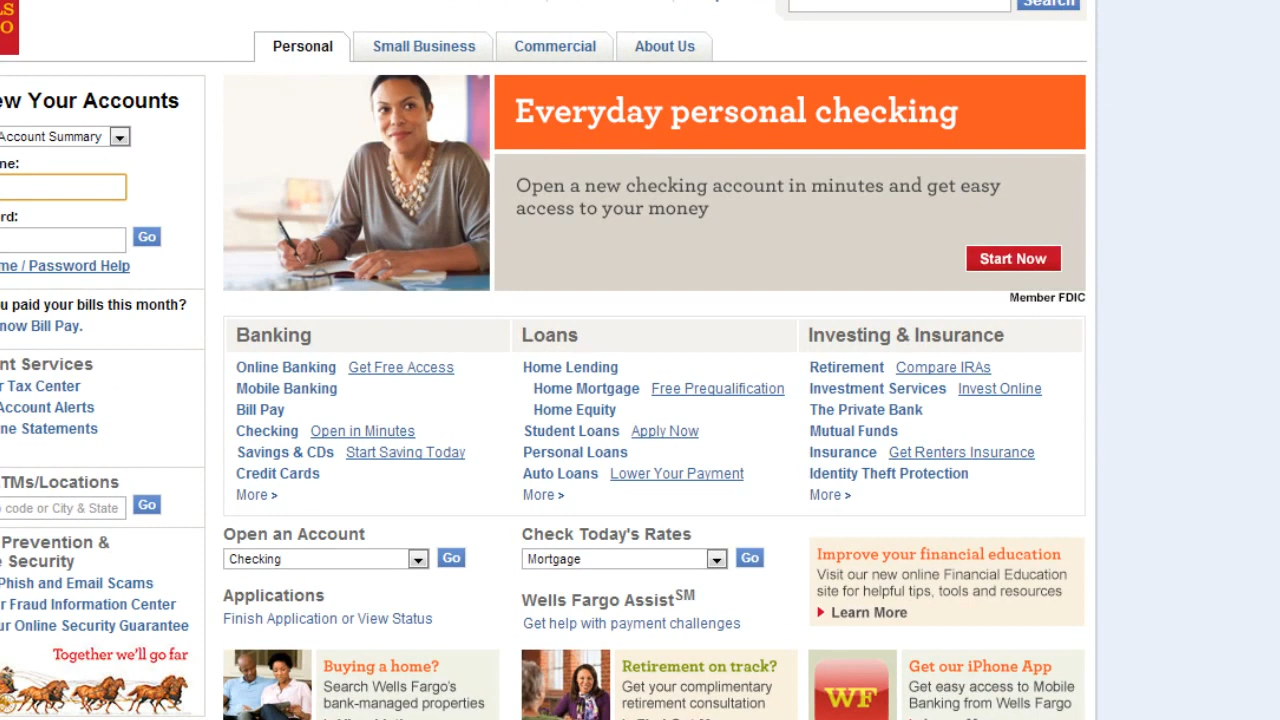 LS
GO
Search
Personal
Small Business
Commercial
About Us
ew Your Accounts
Account Summary
me:
rd:
Go
me / Password Help
u paid your bills this month?
now Bill Pay.
nt Services
r Tax Center
Account Alerts
ne Statements
TMs/Locations
code or City & State
Go
Prevention &
e Security
Phish and Email Scams
r Fraud Information Center
ur Online Security Guarantee
Together we'll go far
Everyday personal checking
Open a new checking account in minutes and get easy
access to your money
Start Now
Member FDIC
Banking
Online Banking Get Free Access
Mobile Banking
Bill Pay
Checking Open in Minutes
Savings & CDs Start Saving Today
Credit Cards
More >
Loans
Home Lending
Home Mortgage Free Prequalification
Home Equity
Student Loans Apply Now
Personal Loans
Auto Loans Lower Your Payment
More >
Investing & Insurance
Retirement Compare IRAs
Investment Services Invest Online
The Private Bank
Mutual Funds
Insurance Get Renters Insurance
Identity Theft Protection
More >
Open an Account
Checking
Go
Applications
Finish Application or View Status
Check Today's Rates
Mortgage
Go
Wells Fargo Assist SM
Get help with payment challenges
Improve your financial education
Visit our new online Financial Education
site for helpful tips, tools and resources
Learn More
Buying a home?
Search Wells Fargo's
bank-managed properties
Retirement on track?
Get your complimentary
retirement consultation
WF
Get our iPhone App
Get easy access to Mobile
Banking from Wells Fargo